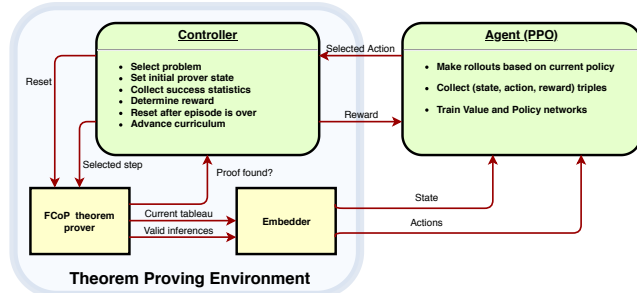 Controller
Select problem
Set initial prover state
Collect success statistics
Determine reward
Reset after episode is over
Advance curriculum
Selected Action
Agent (PPO)
Make rollouts based on current policy
Collect (state, action, reward) triples
Train Value and Policy networks
Reset
Reward
Selected step
Proof found?
FCoP theorem
prover
Current tableau
Valid inferences
Embedder
State
Actions
Theorem Proving Environment